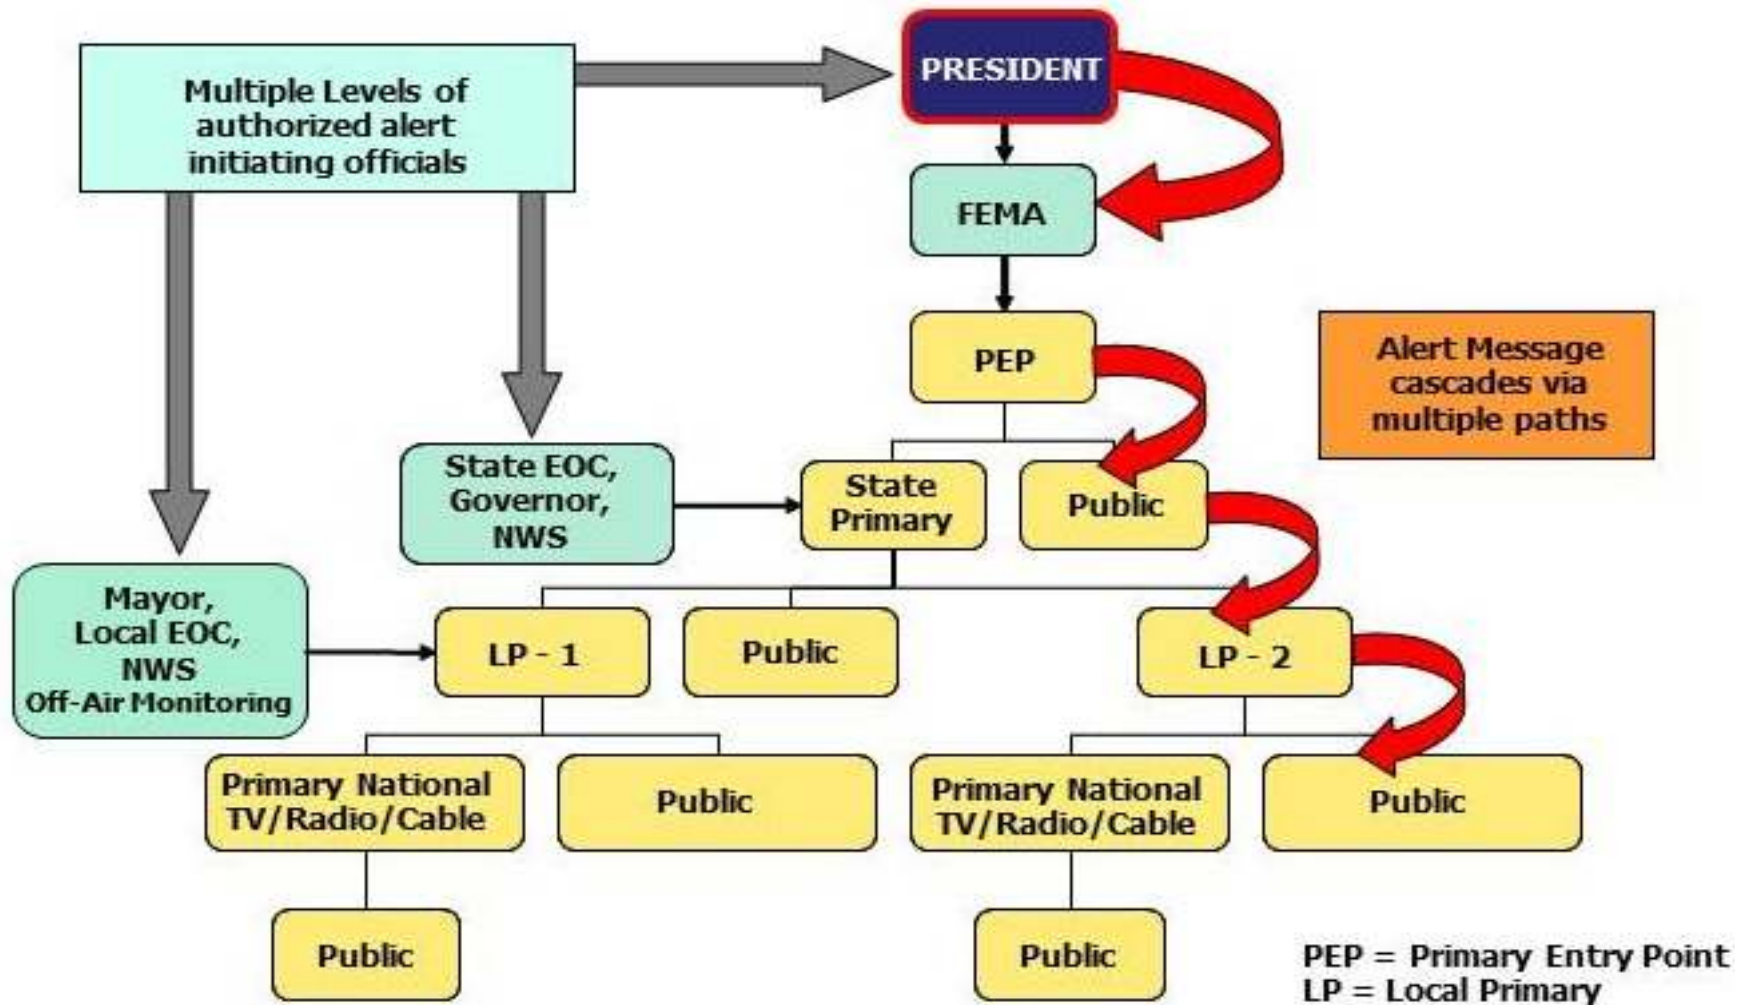 Multiple Levels of
authorized alert
initiating officials
PRESIDENT
FEMA
PEP
Alert Message
cascades via
multiple paths
State EOC,
Governor,
NWS
State
Primary
Public
Mayor,
Local EOC,
NWS
Off-Air Monitoring
LP - 1
Public
LP - 2
Primary National
TV/Radio/Cable
Public
Primary National
TV/Radio/Cable
Public
Public
Public
PEP = Primary Entry Point
LP = Local Primary